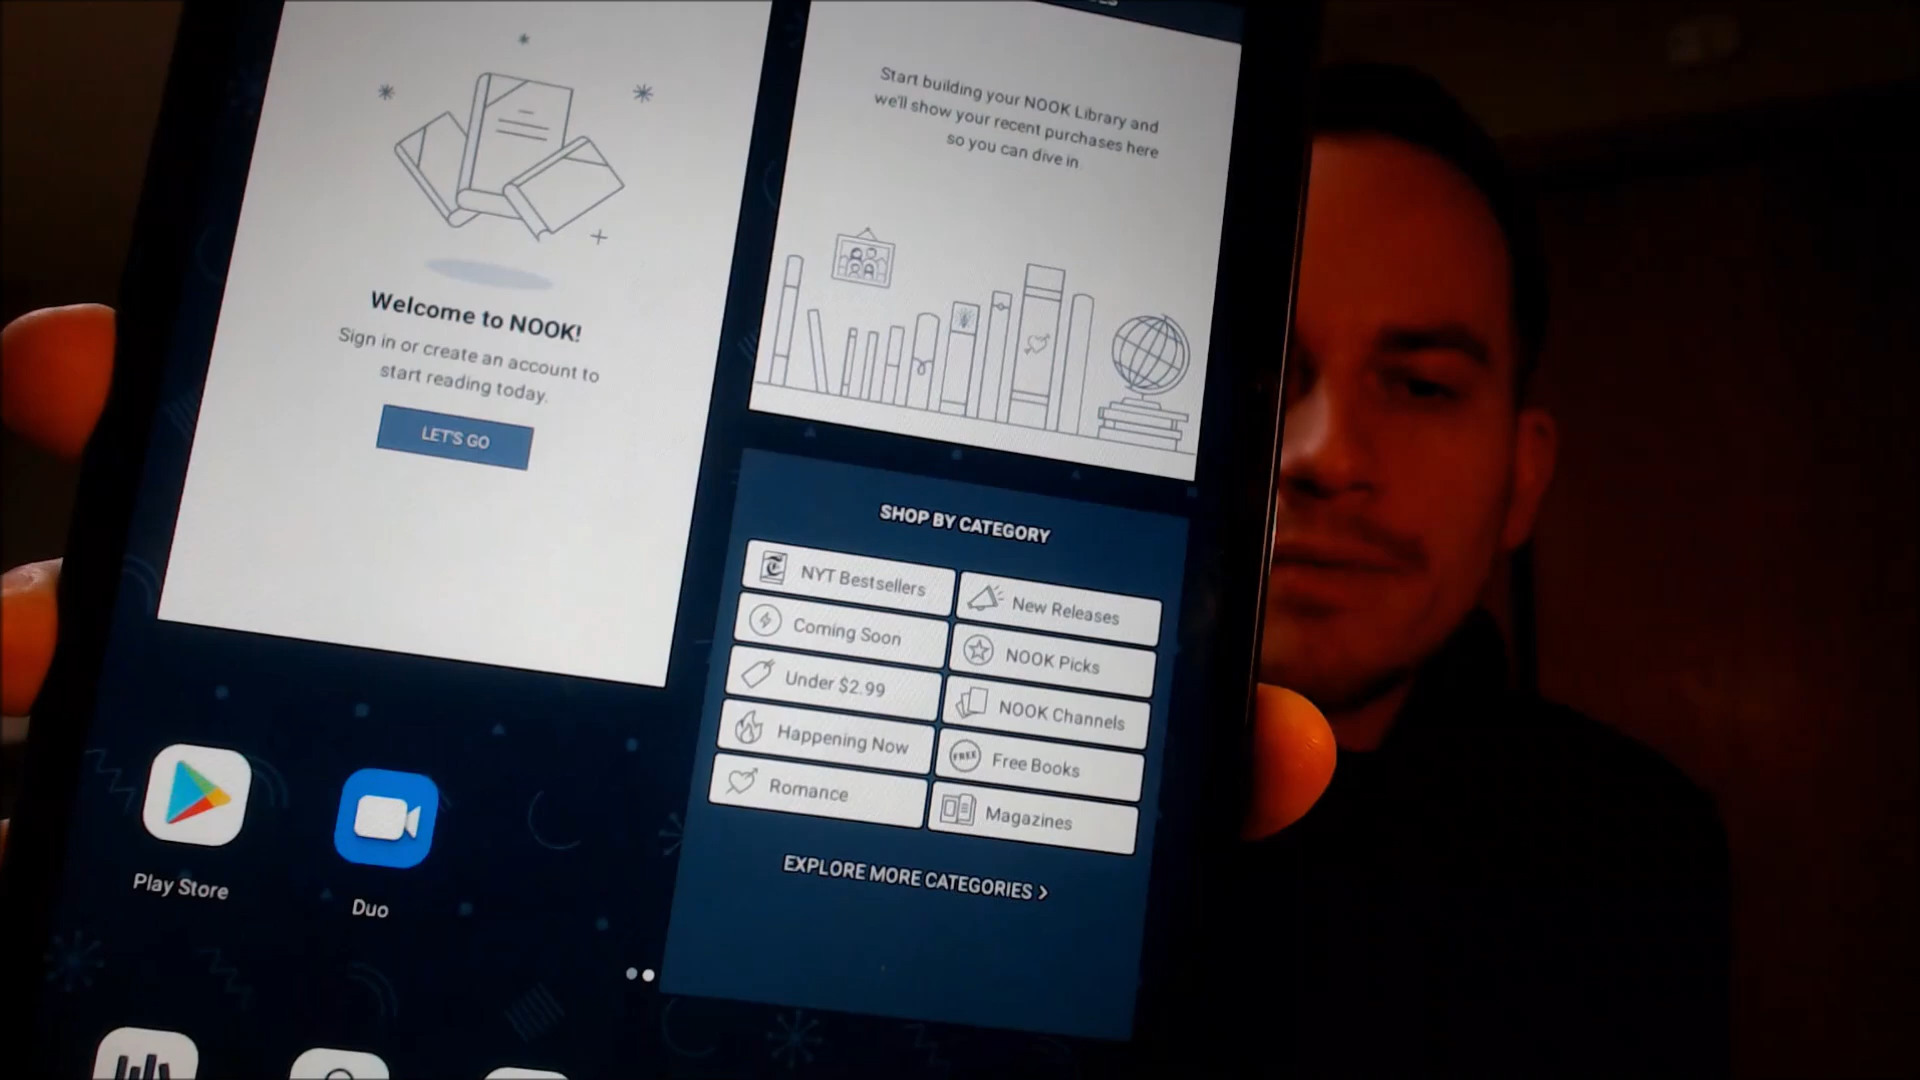 Start building your NOOK Library and
we'll show your recent purchases here
so you can dive in
Welcome to NOOK!
Sign in or create an account to
start reading today.
LET'S GO
SHOP BY CATEGORY
NYT Bestsellers
New Releases
Coming Soon
NOOK Picks
Under $2.99
NOOK Channels
Happening Now
FREE
Free Books
Romance
Magazines
EXPLORE MORE CATEGORIES >
Play Store
Duo